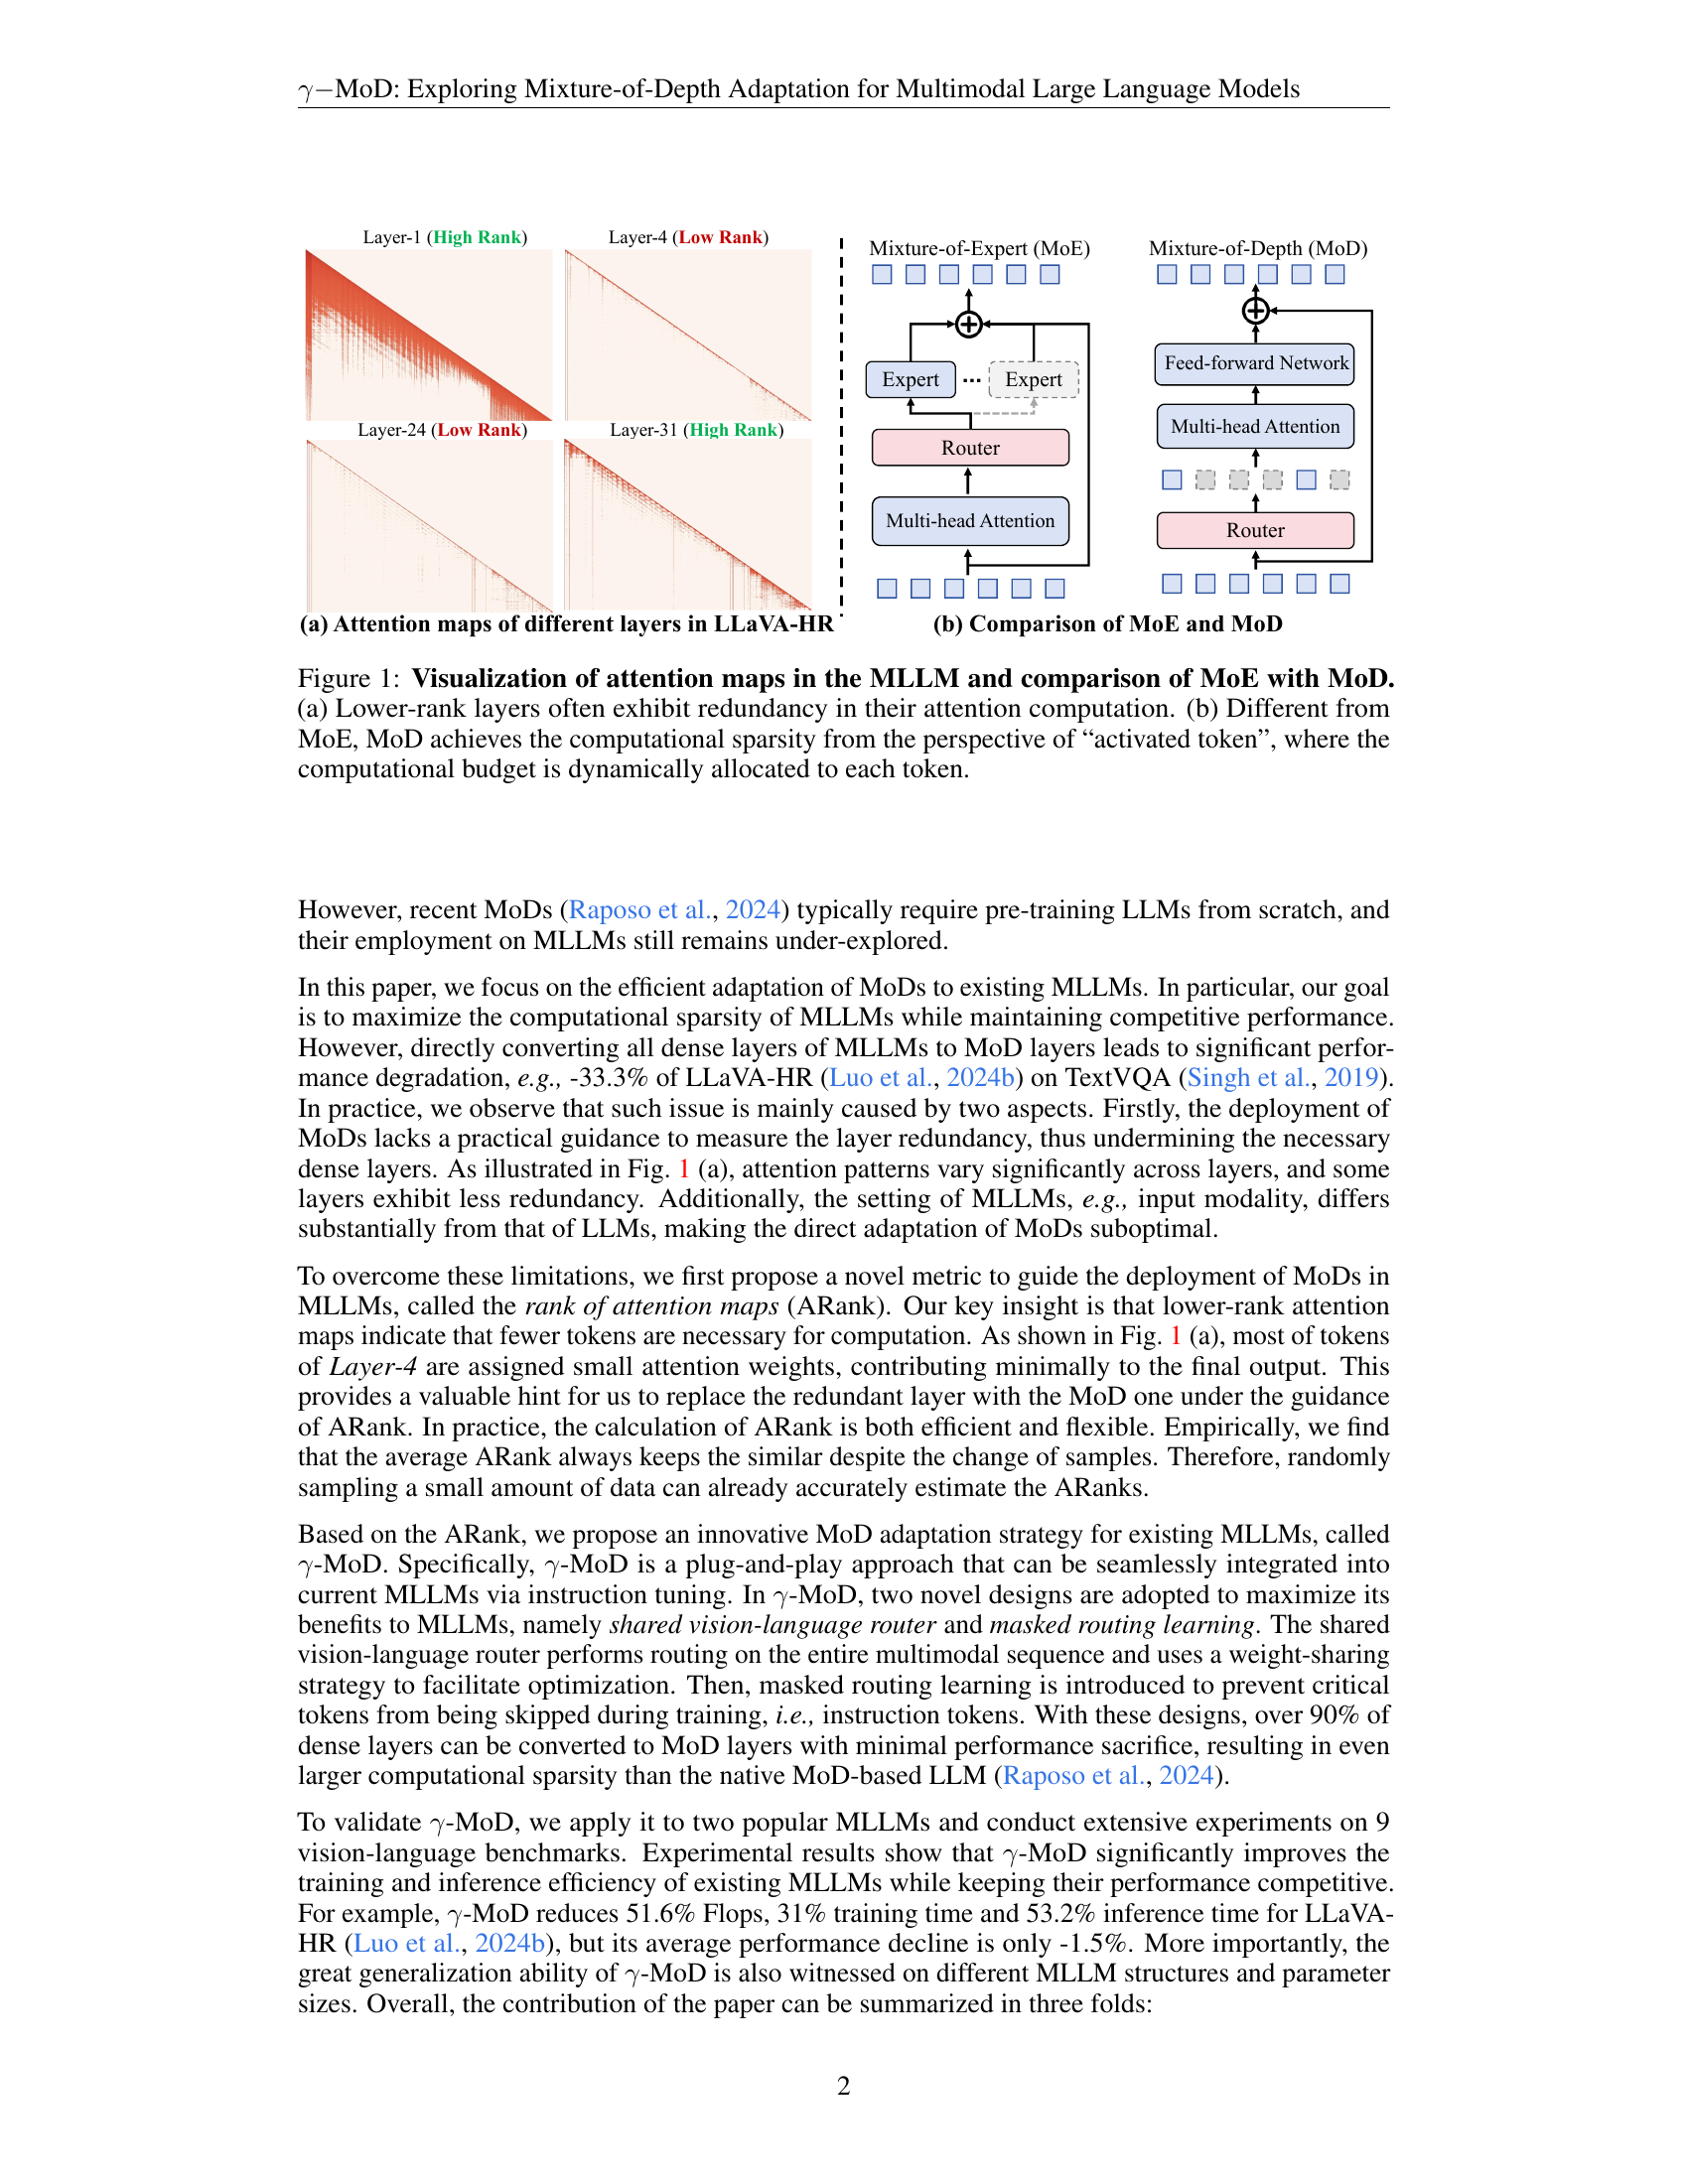 γ−MoD: Exploring Mixture-of-Depth Adaptation for Multimodal Large Language Models
Layer-1 (High Rank)
Layer-4 (Low Rank)
Layer-24 (Low Rank)
Layer-31 (High Rank)
(a) Attention maps of different layers in LLaVA-HR
Mixture-of-Expert (MoE)
Expert ... Expert
Router
Multi-head Attention
Mixture-of-Depth (MoD)
Feed-forward Network
Multi-head Attention
Router
(b) Comparison of MoE and MoD
Figure 1: Visualization of attention maps in the MLLM and comparison of MoE with MoD.
(a) Lower-rank layers often exhibit redundancy in their attention computation. (b) Different from
MoE, MoD achieves the computational sparsity from the perspective of “activated token”, where the
computational budget is dynamically allocated to each token.
However, recent MoDs (Raposo et al., 2024) typically require pre-training LLMs from scratch, and
their employment on MLLMs still remains under-explored.
In this paper, we focus on the efficient adaptation of MoDs to existing MLLMs. In particular, our goal
is to maximize the computational sparsity of MLLMs while maintaining competitive performance.
However, directly converting all dense layers of MLLMs to MoD layers leads to significant perfor-
mance degradation, e.g., -33.3% of LLaVA-HR (Luo et al., 2024b) on TextVQA (Singh et al., 2019).
In practice, we observe that such issue is mainly caused by two aspects. Firstly, the deployment of
MoDs lacks a practical guidance to measure the layer redundancy, thus undermining the necessary
dense layers. As illustrated in Fig. 1 (a), attention patterns vary significantly across layers, and some
layers exhibit less redundancy. Additionally, the setting of MLLMs, e.g., input modality, differs
substantially from that of LLMs, making the direct adaptation of MoDs suboptimal.
To overcome these limitations, we first propose a novel metric to guide the deployment of MoDs in
MLLMs, called the rank of attention maps (ARank). Our key insight is that lower-rank attention
maps indicate that fewer tokens are necessary for computation. As shown in Fig. 1 (a), most of tokens
of Layer-4 are assigned small attention weights, contributing minimally to the final output. This
provides a valuable hint for us to replace the redundant layer with the MoD one under the guidance
of ARank. In practice, the calculation of ARank is both efficient and flexible. Empirically, we find
that the average ARank always keeps the similar despite the change of samples. Therefore, randomly
sampling a small amount of data can already accurately estimate the ARanks.
Based on the ARank, we propose an innovative MoD adaptation strategy for existing MLLMs, called
γ-MoD. Specifically, γ-MoD is a plug-and-play approach that can be seamlessly integrated into
current MLLMs via instruction tuning. In γ-MoD, two novel designs are adopted to maximize its
benefits to MLLMs, namely shared vision-language router and masked routing learning. The shared
vision-language router performs routing on the entire multimodal sequence and uses a weight-sharing
strategy to facilitate optimization. Then, masked routing learning is introduced to prevent critical
tokens from being skipped during training, i.e., instruction tokens. With these designs, over 90% of
dense layers can be converted to MoD layers with minimal performance sacrifice, resulting in even
larger computational sparsity than the native MoD-based LLM (Raposo et al., 2024).
To validate γ-MoD, we apply it to two popular MLLMs and conduct extensive experiments on 9
vision-language benchmarks. Experimental results show that γ-MoD significantly improves the
training and inference efficiency of existing MLLMs while keeping their performance competitive.
For example, γ-MoD reduces 51.6% Flops, 31% training time and 53.2% inference time for LLaVA-
HR (Luo et al., 2024b), but its average performance decline is only -1.5%. More importantly, the
great generalization ability of γ-MoD is also witnessed on different MLLM structures and parameter
sizes. Overall, the contribution of the paper can be summarized in three folds:
2